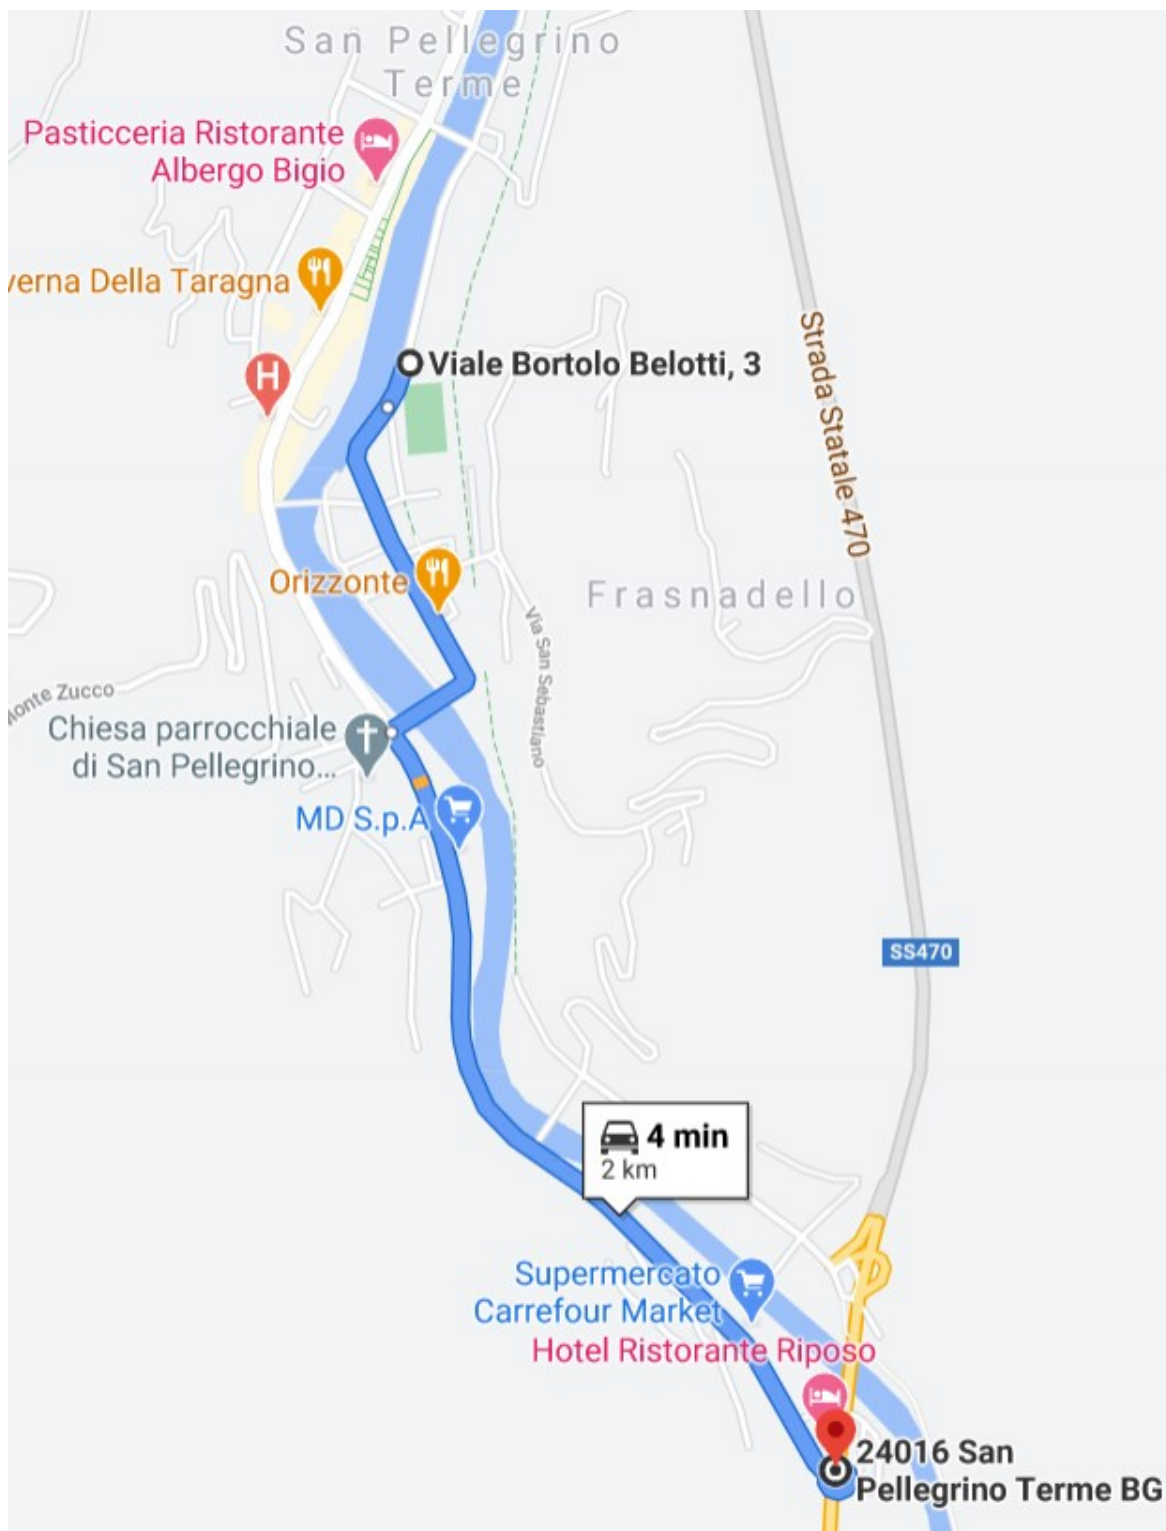 San Pellegrino
Terme
Pasticceria Ristorante
Albergo Bigio
verna Della Taragna
H
Viale Bortolo Belotti, 3
Strada Statale 470
Orizzonte
Frasnadello
Via San Sebastiano
onte Zucco
Chiesa parrocchiale
di San Pellegrino...
MD S.p.A
SS470
4 min
2 km
Supermercato
Carrefour Market
Hotel Ristorante Riposo
24016 San
Pellegrino Terme BG